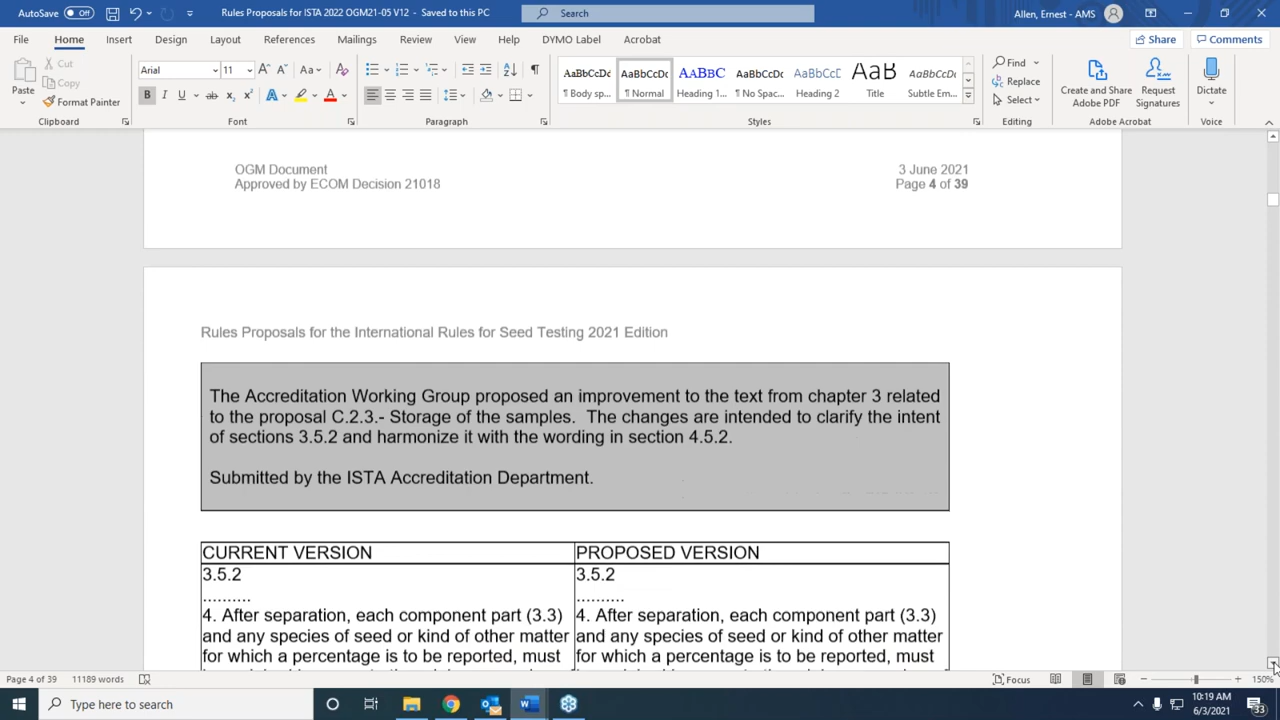 AutoSave Off Rules Proposals for ISTA 2022 OGM21-05 V12 - Saved to this PC Search Allen, Ernest - AMS
File Home Insert Design Layout References Mailings Review View Help DYMO Label Acrobat Share Comments
Paste Cut Copy Format Painter
Clipboard
Arial 11
Font
Paragraph
AaBbCcDc AaBbCcDc AABBC AaBbCcDc AaBbCcC AaB AaBbCcDc
¶ Body sp... ¶ Normal Heading 1... ¶ No Spac... Heading 2 Title Subtle Em...
Styles
Find Replace Select
Editing
Create and Share Adobe PDF Request Signatures
Adobe Acrobat
Dictate
Voice
OGM Document 3 June 2021
Approved by ECOM Decision 21018 Page 4 of 39
Rules Proposals for the International Rules for Seed Testing 2021 Edition
The Accreditation Working Group proposed an improvement to the text from chapter 3 related
to the proposal C.2.3.- Storage of the samples. The changes are intended to clarify the intent
of sections 3.5.2 and harmonize it with the wording in section 4.5.2.
Submitted by the ISTA Accreditation Department.
CURRENT VERSION PROPOSED VERSION
3.5.2 3.5.2
.......... ..........
4. After separation, each component part (3.3) 4. After separation, each component part (3.3)
and any species of seed or kind of other matter and any species of seed or kind of other matter
for which a percentage is to be reported, must for which a percentage is to be reported, must
Page 4 of 39 11189 words Focus 150%
Type here to search 10:19 AM
6/3/2021 33